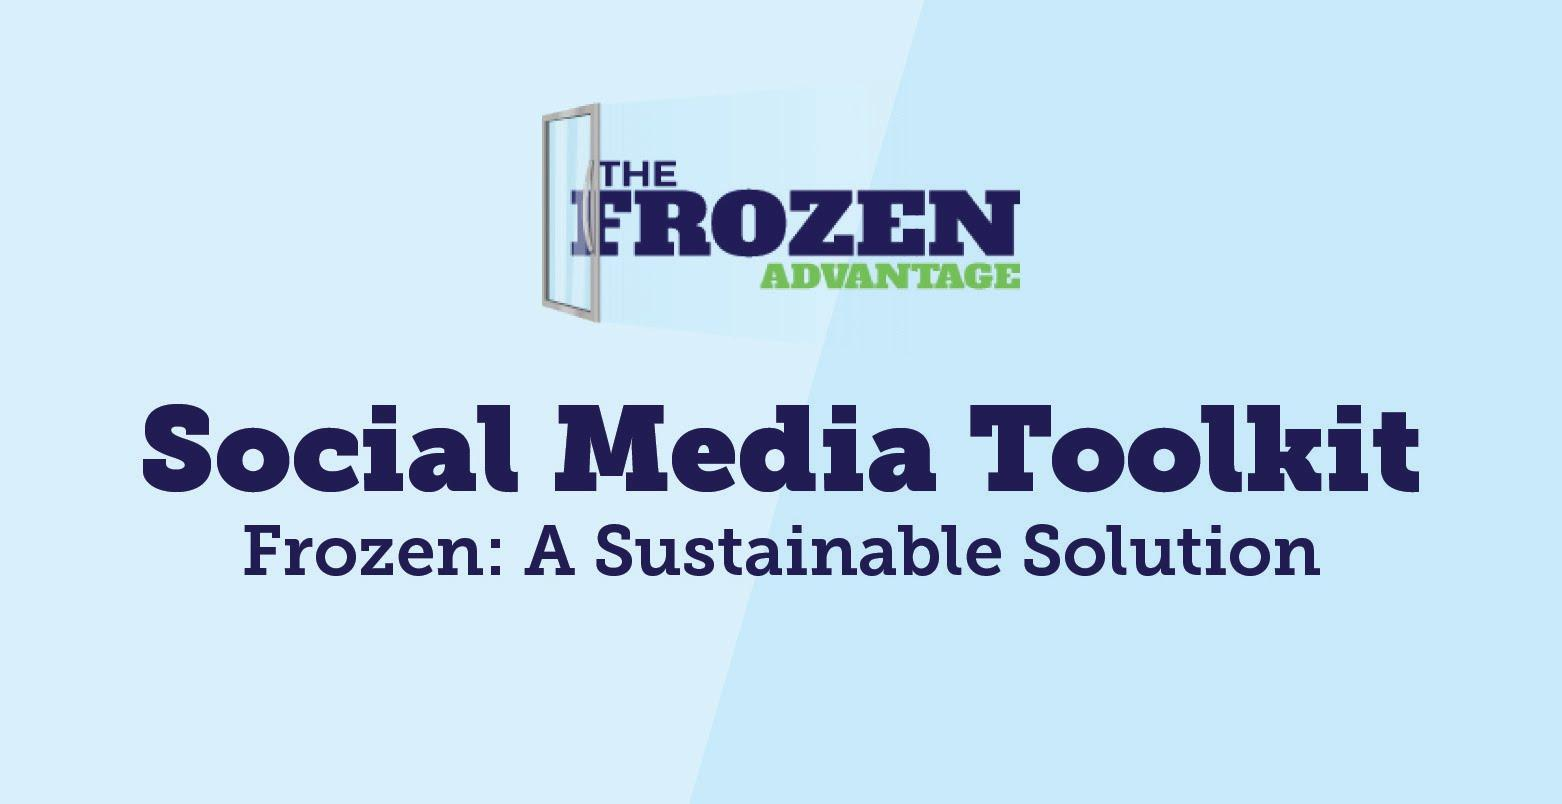 THE
FROZEN
ADVANTAGE
Social Media Toolkit
Frozen: A Sustainable Solution